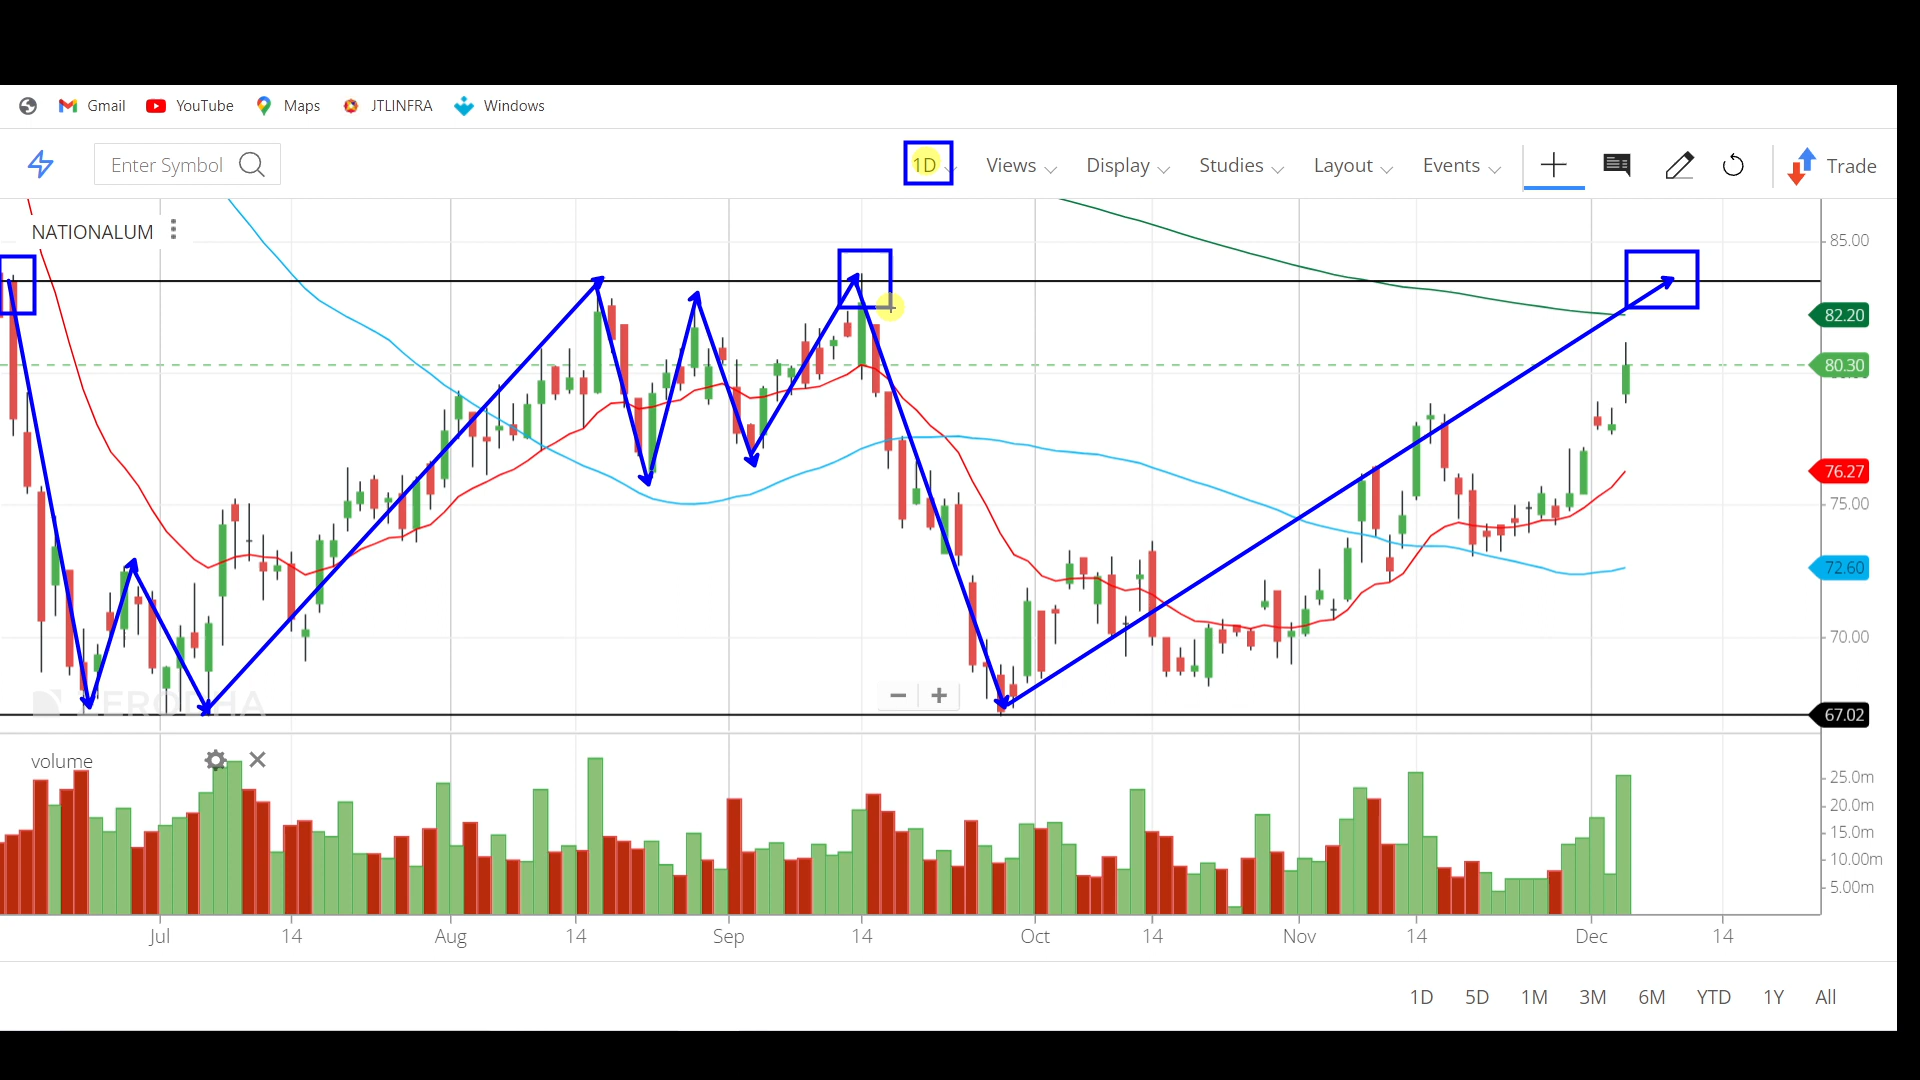 Gmail YouTube Maps JTLINFRA Windows
Enter Symbol 1D Views Display Studies Layout Events Trade
NATIONALUM
85.00
82.20
80.30
76.27
75.00
72.60
70.00
67.02
ZERODHA
volume
25.0m
20.0m
15.0m
10.00m
5.00m
Jul 14 Aug 14 Sep 14 Oct 14 Nov 14 Dec 14
1D 5D 1M 3M 6M YTD 1Y All